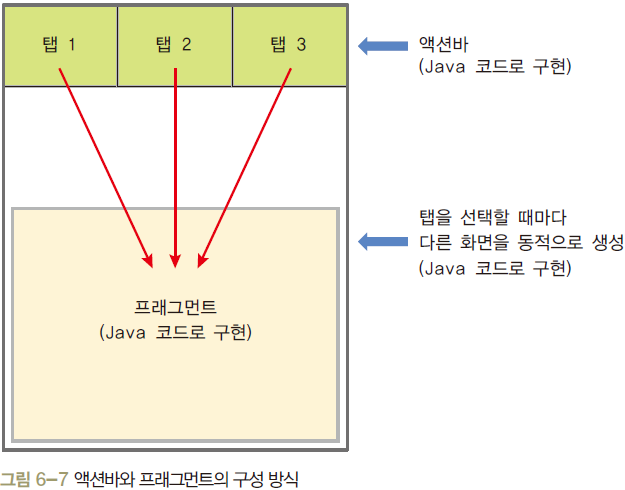 탭 1
탭 2
탭 3
액션바
(Java 코드로 구현)
탭을 선택할 때마다
다른 화면을 동적으로 생성
(Java 코드로 구현)
프래그먼트
(Java 코드로 구현)
그림 6-7 액션바와 프래그먼트의 구성 방식